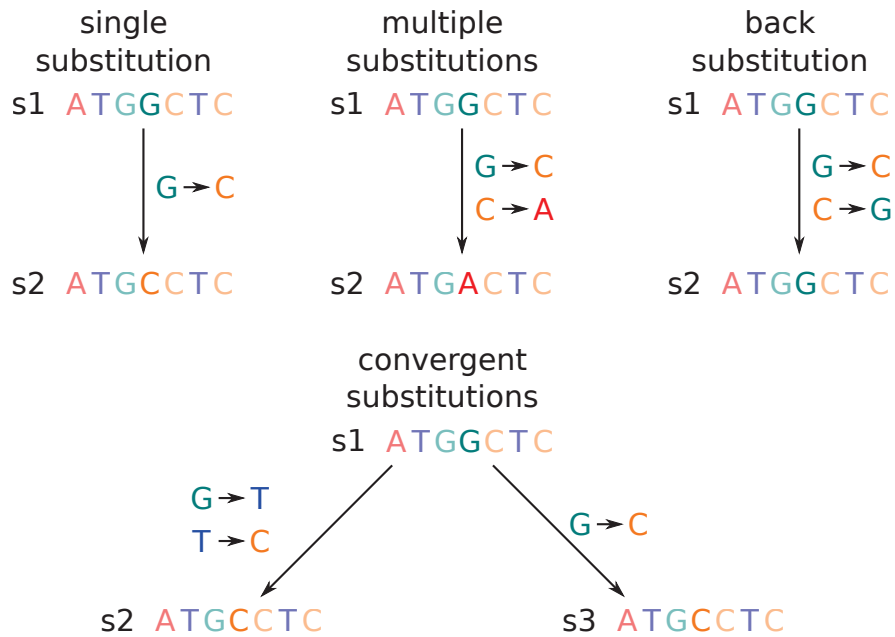 single substitution
s1 ATGGCTC
G → C
s2 ATGCCTC
multiple substitutions
s1 ATGGCTC
G → C
C → A
s2 ATGACTC
back substitution
s1 ATGGCTC
G → C
C → G
s2 ATGGCTC
convergent substitutions
s1 ATGGCTC
G → T
T → C
G → C
s2 ATGCCTC
s3 ATGCCTC